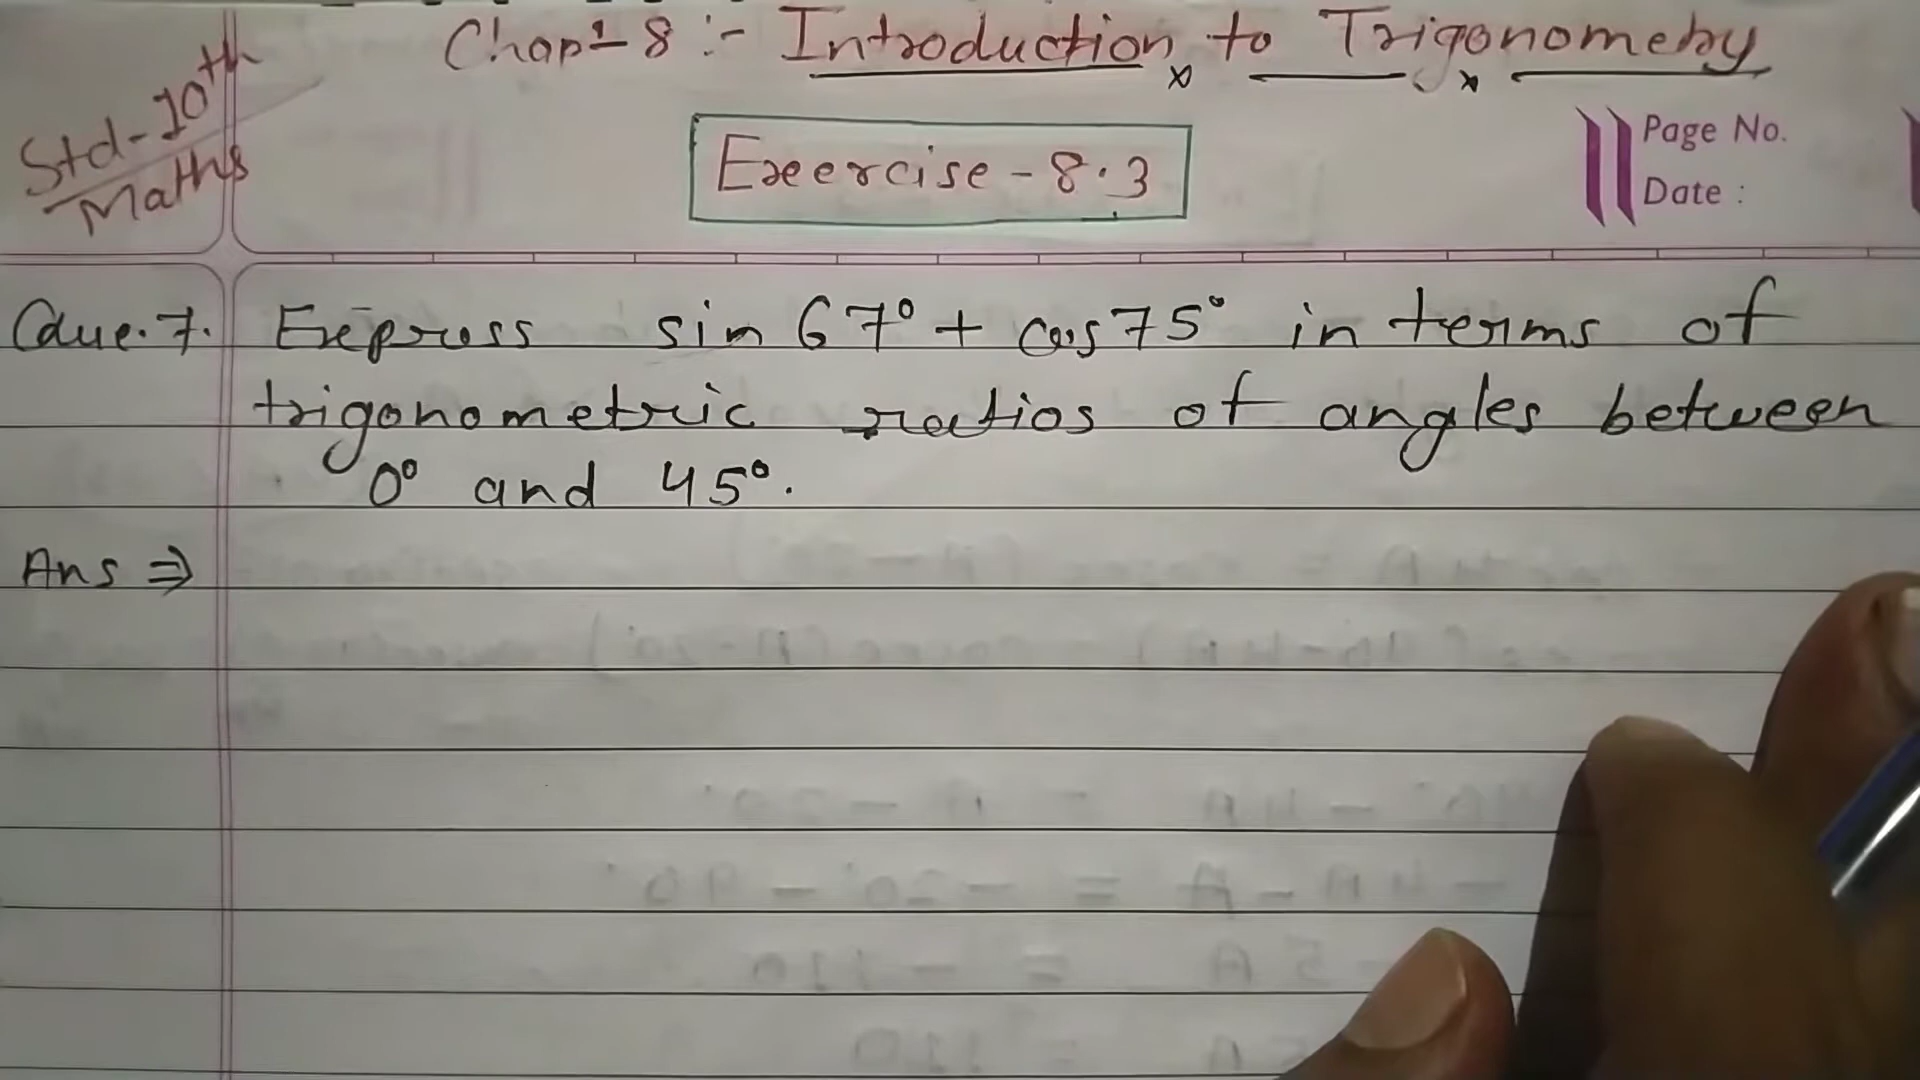 Chapt 8 :- Introduction to Trigonometry
Std-10th
Maths
Exercise - 8.3
Page No.
Date :
Que.7. Express sin 67° + cos 75° in terms of
trigonometric ratios of angles between
0° and 45°.
Ans ⇒